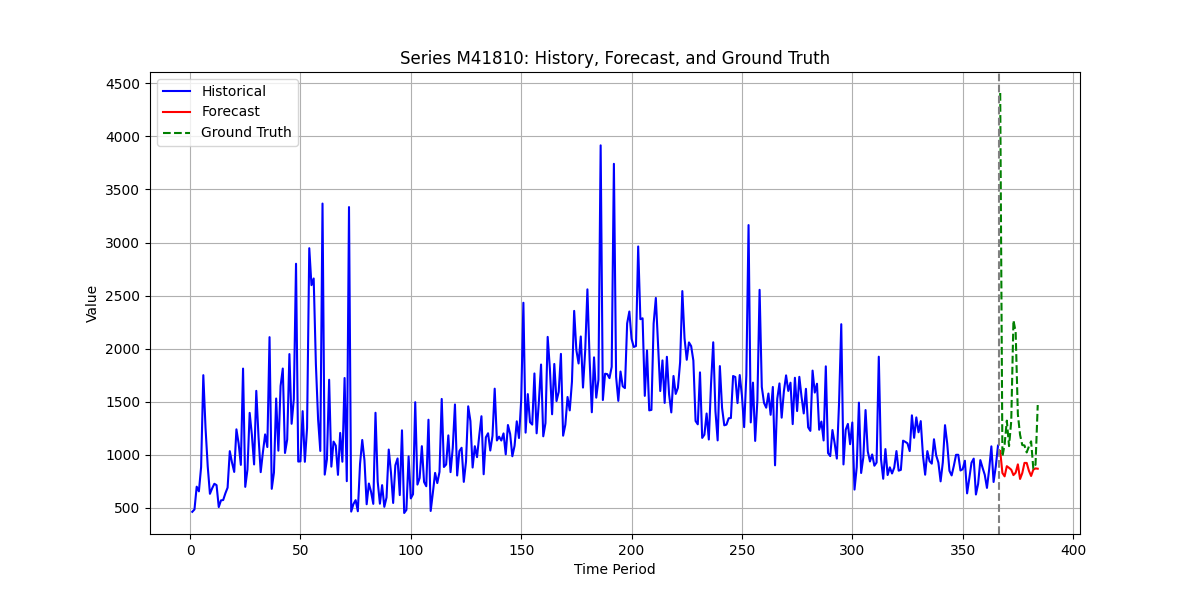 Series M41810: History, Forecast, and Ground Truth
Historical
Forecast
Ground Truth
4500
4000
3500
3000
2500
2000
1500
1000
500
Value
0 50 100 150 200 250 300 350 400
Time Period